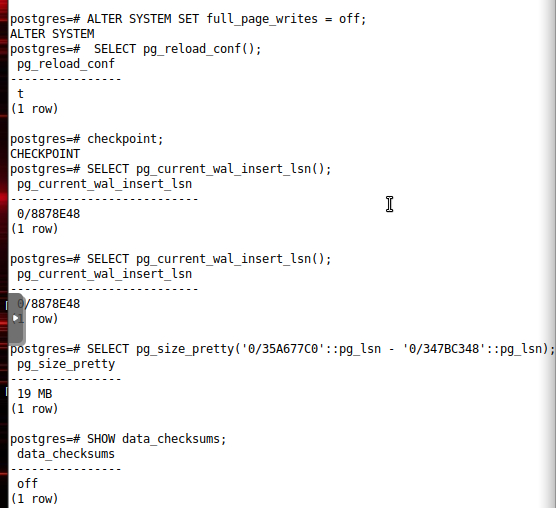 postgres=# ALTER SYSTEM SET full_page_writes = off;
ALTER SYSTEM
postgres=#  SELECT pg_reload_conf();
 pg_reload_conf
----------------
 t
(1 row)

postgres=# checkpoint;
CHECKPOINT
postgres=# SELECT pg_current_wal_insert_lsn();
 pg_current_wal_insert_lsn
---------------------------
 0/8878E48
(1 row)

postgres=# SELECT pg_current_wal_insert_lsn();
 pg_current_wal_insert_lsn
---------------------------
 0/8878E48
(1 row)

postgres=# SELECT pg_size_pretty('0/35A677C0'::pg_lsn - '0/347BC348'::pg_lsn);
 pg_size_pretty
----------------
 19 MB
(1 row)

postgres=# SHOW data_checksums;
 data_checksums
----------------
 off
(1 row)